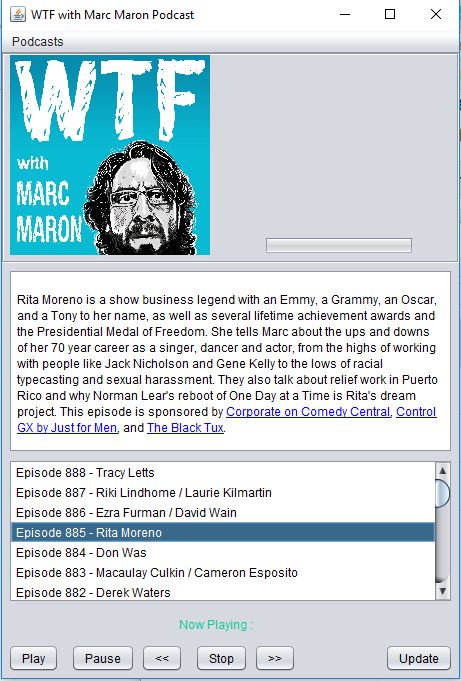 WTF with Marc Maron Podcast
Podcasts
WTF
with
MARC
MARON
Rita Moreno is a show business legend with an Emmy, a Grammy, an Oscar,
and a Tony to her name, as well as several lifetime achievement awards and
the Presidential Medal of Freedom. She tells Marc about the ups and downs
of her 70 year career as a singer, dancer and actor, from the highs of working
with people like Jack Nicholson and Gene Kelly to the lows of racial
typecasting and sexual harassment. They also talk about relief work in Puerto
Rico and why Norman Lear's reboot of One Day at a Time is Rita's dream
project. This episode is sponsored by Corporate on Comedy Central, Control
GX by Just for Men, and The Black Tux.
Episode 888 - Tracy Letts
Episode 887 - Riki Lindhome / Laurie Kilmartin
Episode 886 - Ezra Furman / David Wain
Episode 885 - Rita Moreno
Episode 884 - Don Was
Episode 883 - Macaulay Culkin / Cameron Esposito
Episode 882 - Derek Waters
Now Playing :
Play Pause << Stop >> Update